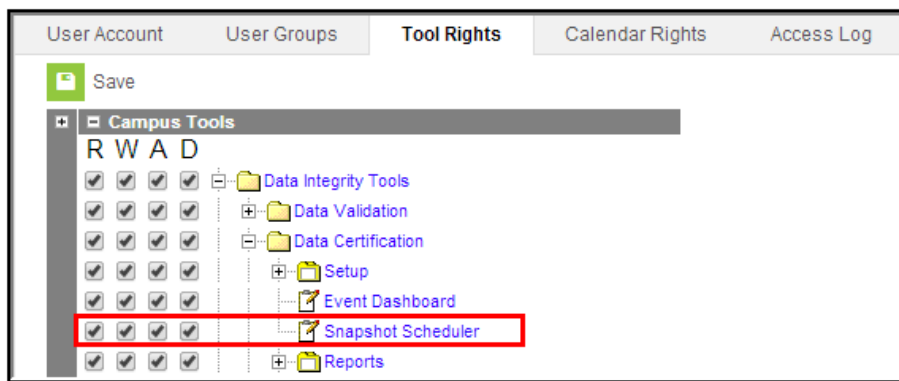 User Account User Groups Tool Rights Calendar Rights Access Log
Save
Campus Tools
R W A D
Data Integrity Tools
Data Validation
Data Certification
Setup
Event Dashboard
Snapshot Scheduler
Reports